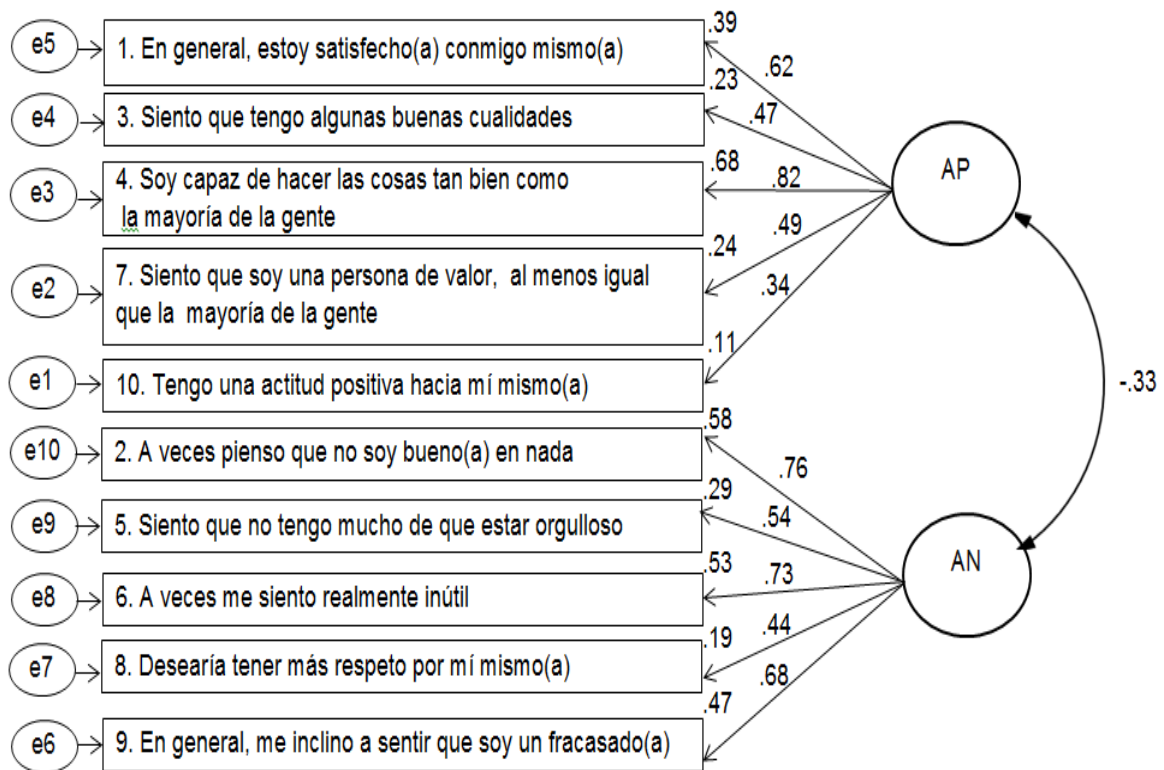 e5
1. En general, estoy satisfecho(a) conmigo mismo(a)
.39
.62
e4
3. Siento que tengo algunas buenas cualidades
.23
.47
e3
4. Soy capaz de hacer las cosas tan bien como
la mayoría de la gente
.68
.82
AP
e2
7. Siento que soy una persona de valor, al menos igual
que la mayoría de la gente
.24
.49
e1
10. Tengo una actitud positiva hacia mí mismo(a)
.11
.34
-.33
e10
2. A veces pienso que no soy bueno(a) en nada
.58
.76
e9
5. Siento que no tengo mucho de que estar orgulloso
.29
.54
e8
6. A veces me siento realmente inútil
.53
.73
AN
e7
8. Desearía tener más respeto por mí mismo(a)
.19
.44
e6
9. En general, me inclino a sentir que soy un fracasado(a)
.47
.68